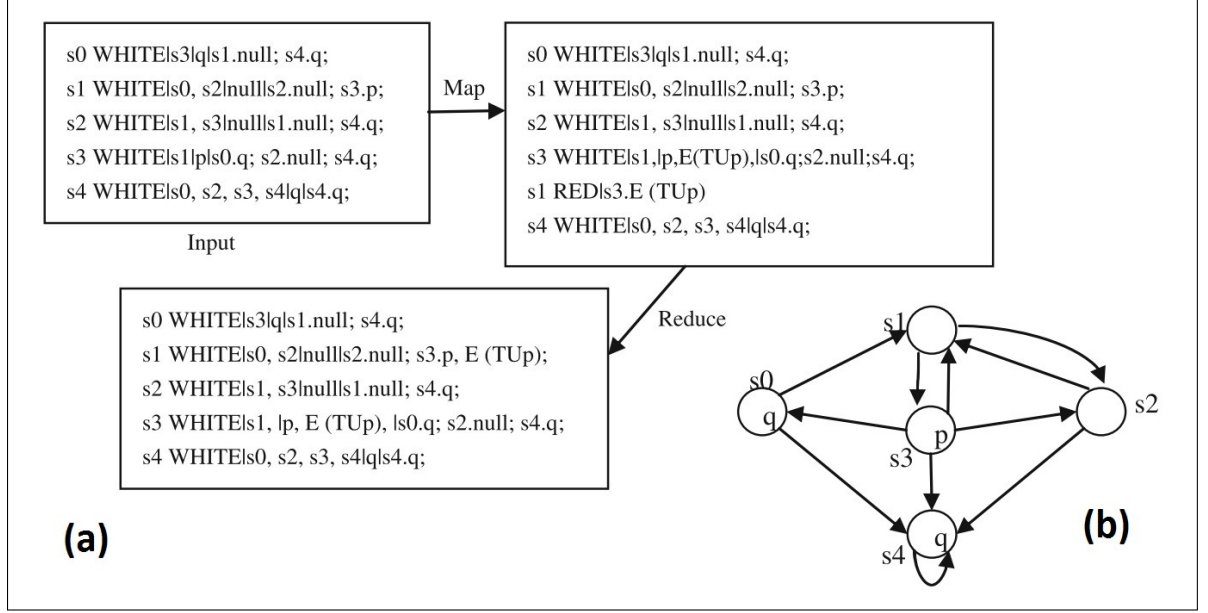 s0 WHITE|s3|q|s1.null; s4.q;
s1 WHITE|s0, s2|null|s2.null; s3.p;
s2 WHITE|s1, s3|null|s1.null; s4.q;
s3 WHITE|s1|p|s0.q; s2.null; s4.q;
s4 WHITE|s0, s2, s3, s4|q|s4.q;
Input
Map
s0 WHITE|s3|q|s1.null; s4.q;
s1 WHITE|s0, s2|null|s2.null; s3.p;
s2 WHITE|s1, s3|null|s1.null; s4.q;
s3 WHITE|s1,|p,E(TUp),|s0.q;s2.null;s4.q;
s1 RED|s3.E (TUp)
s4 WHITE|s0, s2, s3, s4|q|s4.q;
Reduce
s0 WHITE|s3|q|s1.null; s4.q;
s1 WHITE|s0, s2|null|s2.null; s3.p, E (TUp);
s2 WHITE|s1, s3|null|s1.null; s4.q;
s3 WHITE|s1, |p, E (TUp), |s0.q; s2.null; s4.q;
s4 WHITE|s0, s2, s3, s4|q|s4.q;
(a)
s1
s0
q
s2
p
s3
q
s4
(b)